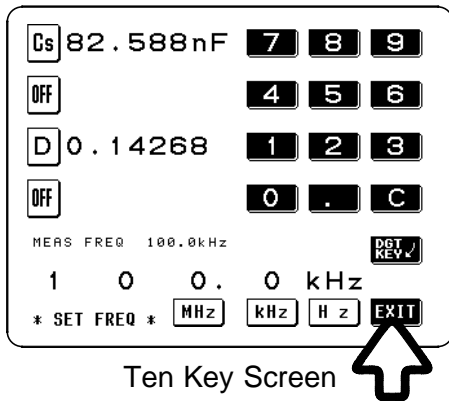 Cs 82.588nF 7 8 9
OFF 4 5 6
D 0.14268 1 2 3
OFF 0 . C
MEAS FREQ 100.0kHz DGT KEY
1 0 0. 0 kHz
* SET FREQ * MHz kHz H z EXIT
Ten Key Screen